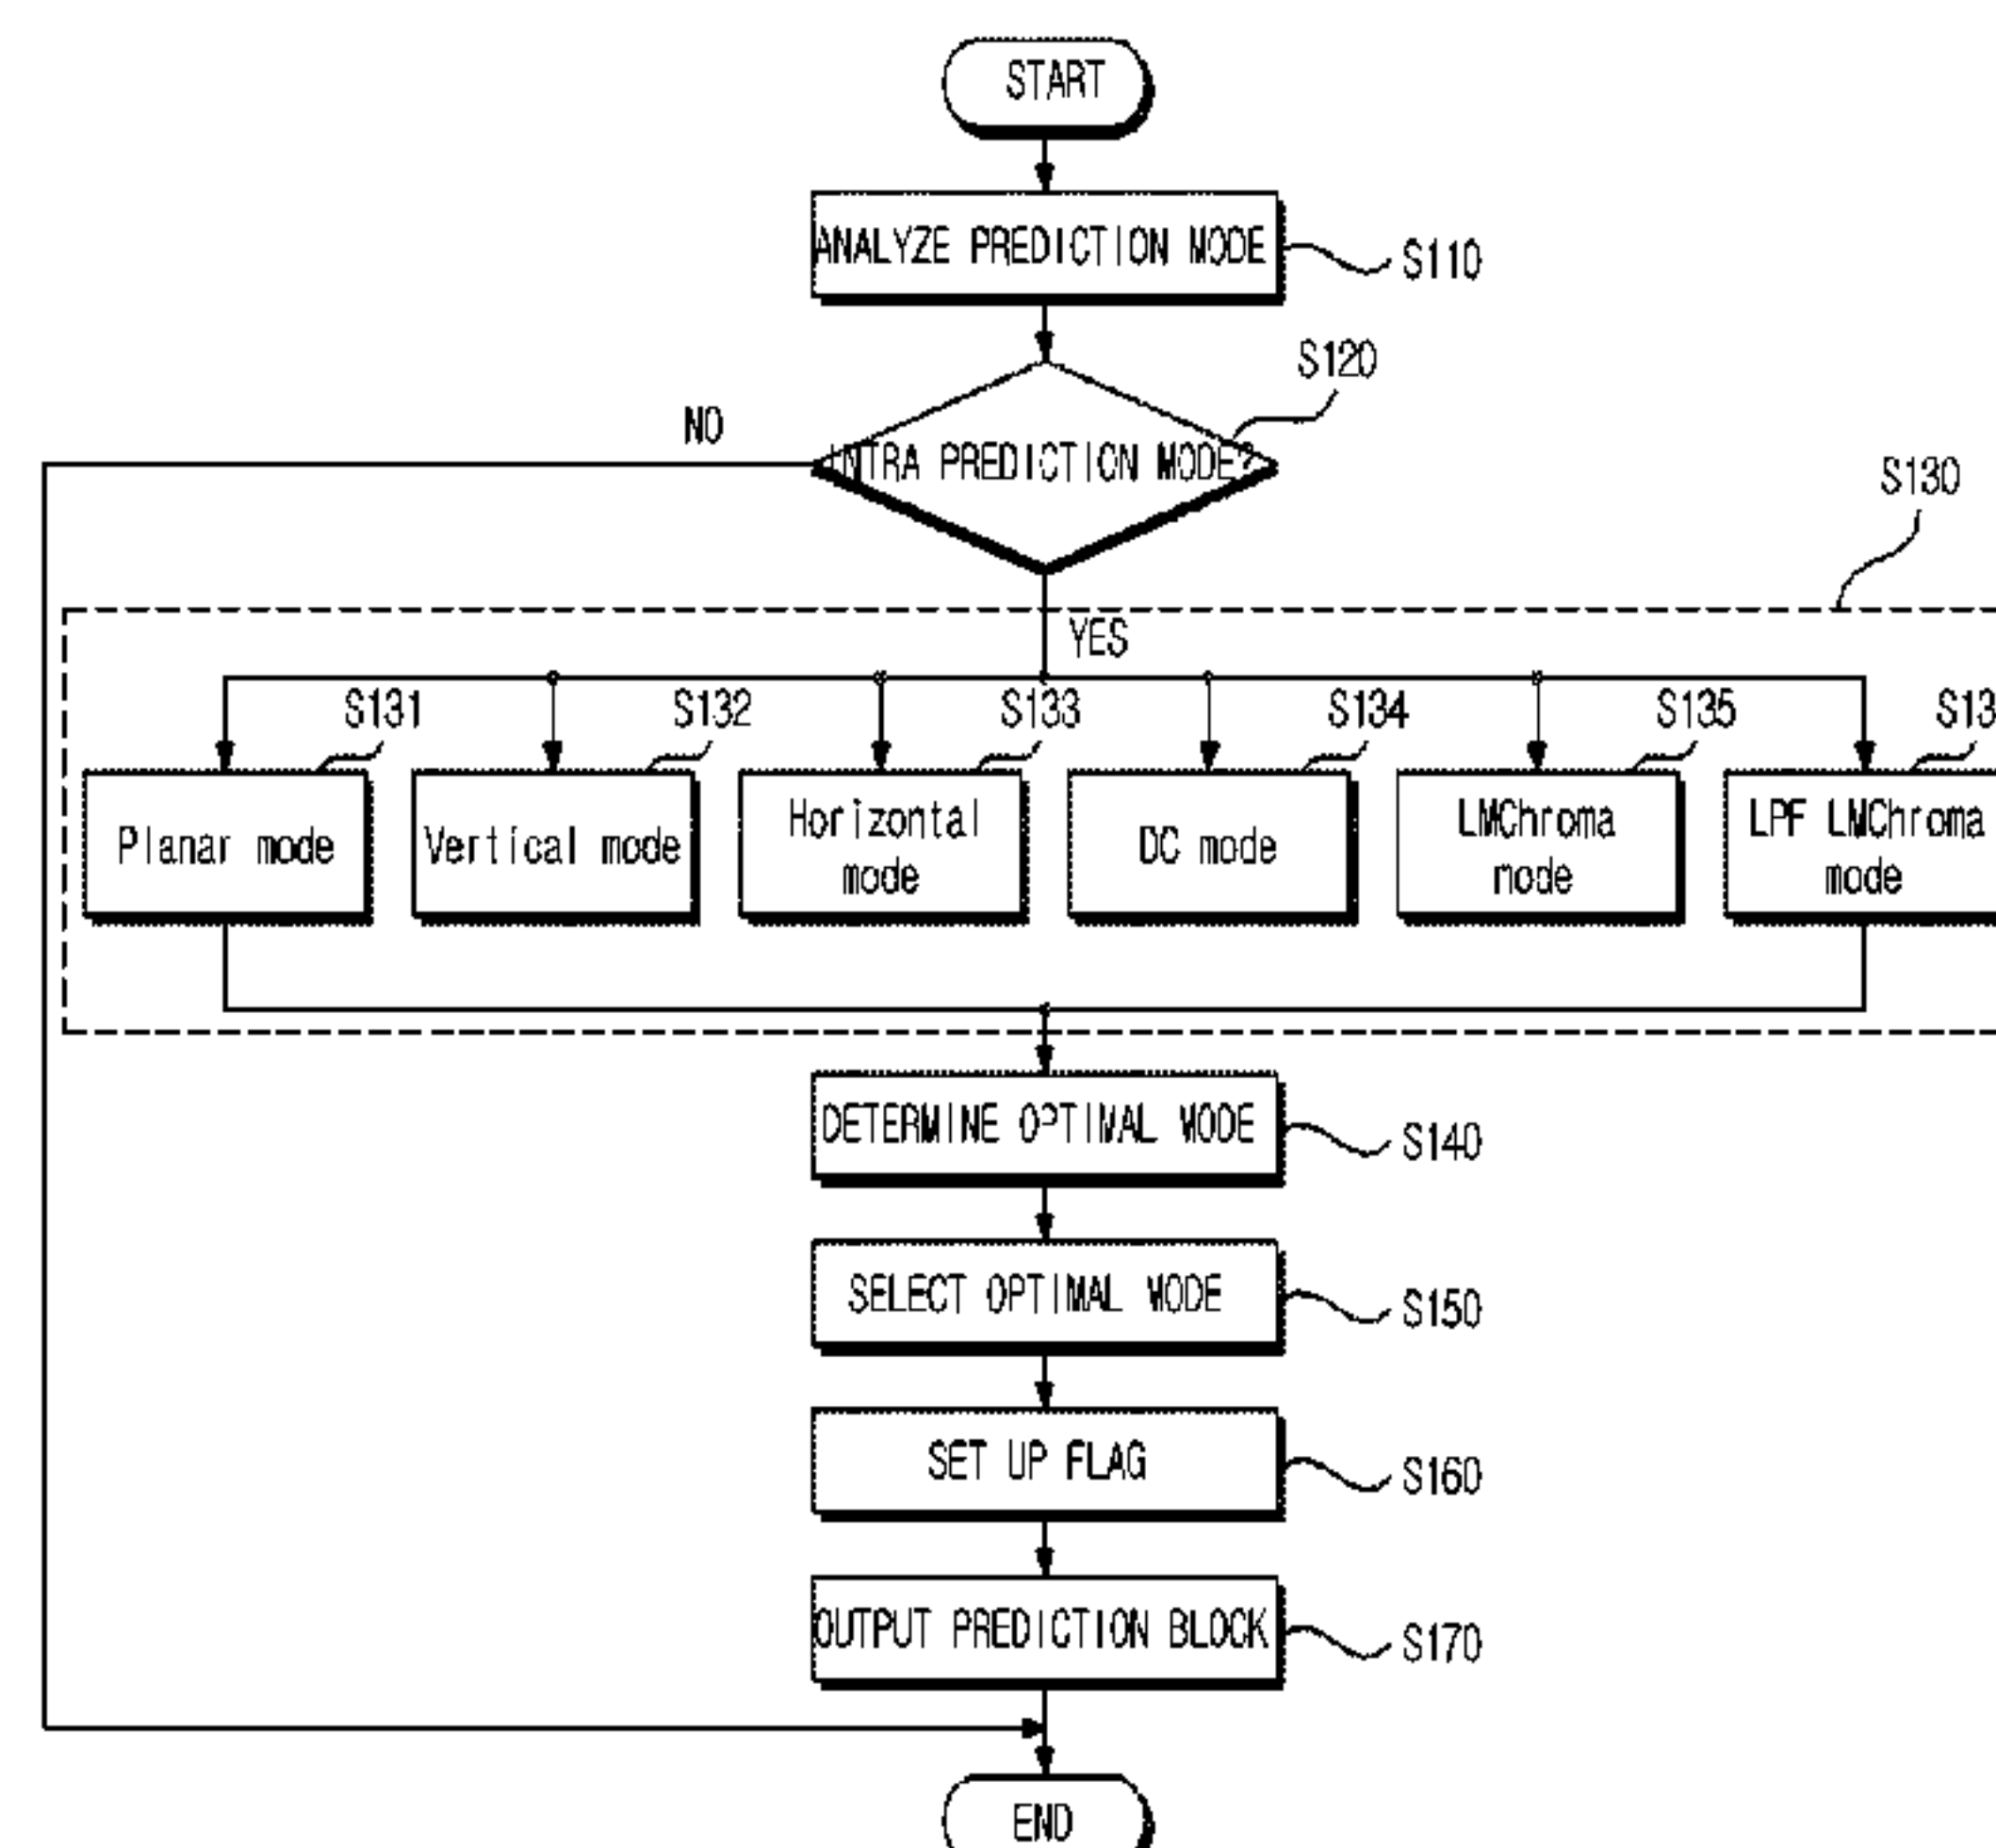 START
ANALYZE PREDICTION MODE
S110
S120
NO
INTRA PREDICTION MODE?
S130
YES
S131
S132
S133
S134
S135
S13
Planar mode
Vertical mode
Horizontal
mode
DC mode
LMChroma
mode
LPF LMChroma
mode
DETERMINE OPTIMAL MODE
S140
SELECT OPTIMAL MODE
S150
SET UP FLAG
S160
OUTPUT PREDICTION BLOCK
S170
END